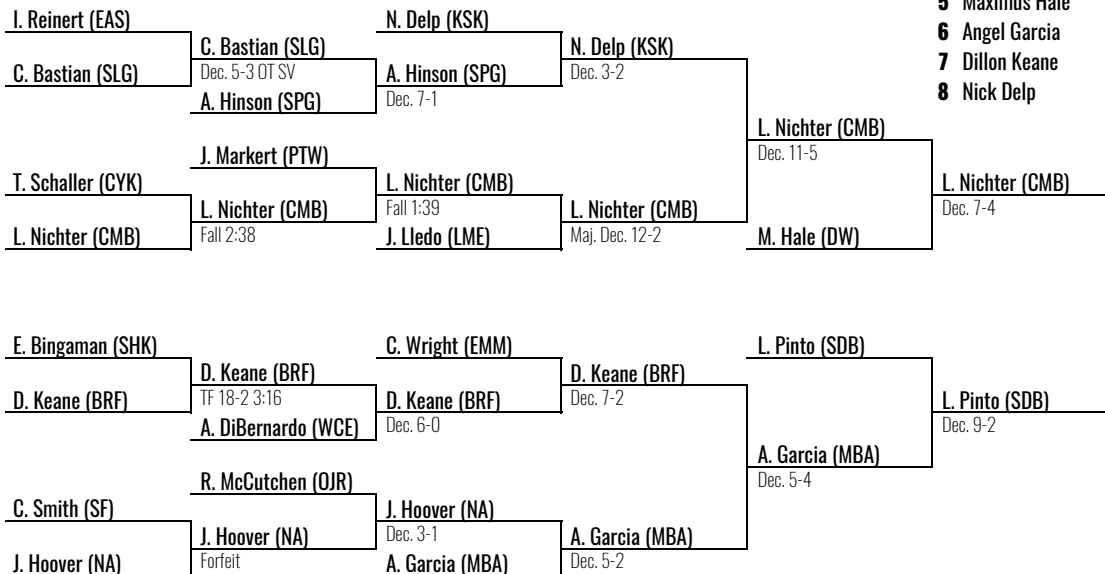 5 Maximus Hale
I. Reinert (EAS)
N. Delp (KSK)
6 Angel Garcia
C. Bastian (SLG)
N. Delp (KSK)
7 Dillon Keane
C. Bastian (SLG)
Dec. 5-3 OT SV
A. Hinson (SPG)
Dec. 3-2
8 Nick Delp
A. Hinson (SPG)
Dec. 7-1
L. Nichter (CMB)
J. Markert (PTW)
Dec. 11-5
T. Schaller (CYK)
L. Nichter (CMB)
L. Nichter (CMB)
L. Nichter (CMB)
Fall 1:39
L. Nichter (CMB)
Dec. 7-4
L. Nichter (CMB)
Fall 2:38
J. Lledo (LME)
Maj. Dec. 12-2
M. Hale (DW)
E. Bingaman (SHK)
C. Wright (EMM)
L. Pinto (SDB)
D. Keane (BRF)
D. Keane (BRF)
D. Keane (BRF)
TF 18-2 3:16
D. Keane (BRF)
Dec. 7-2
L. Pinto (SDB)
A. DiBernardo (WCE)
Dec. 6-0
Dec. 9-2
A. Garcia (MBA)
R. McCutchen (OJR)
Dec. 5-4
C. Smith (SF)
J. Hoover (NA)
J. Hoover (NA)
Dec. 3-1
A. Garcia (MBA)
J. Hoover (NA)
Forfeit
A. Garcia (MBA)
Dec. 5-2